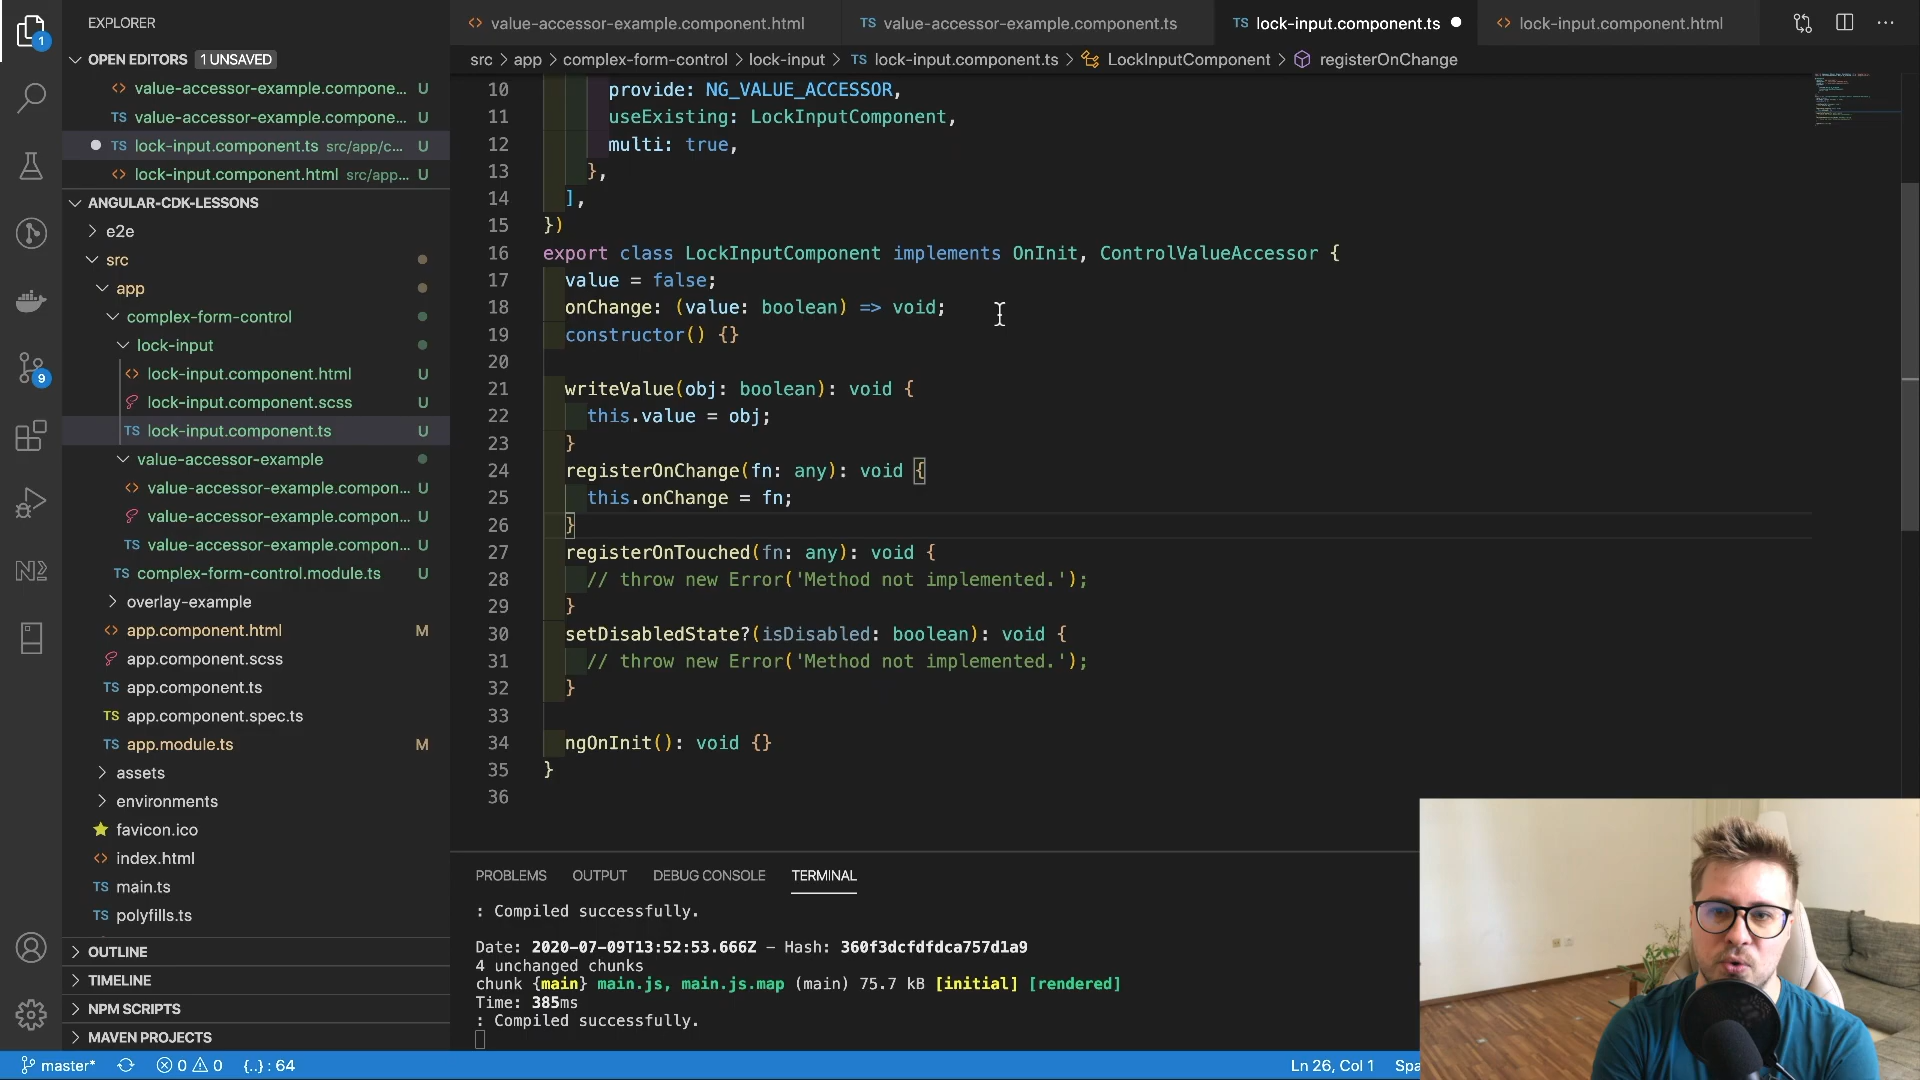 EXPLORER
OPEN EDITORS 1 UNSAVED
value-accessor-example.compone... U
value-accessor-example.compone... U
TS lock-input.component.ts src/app/c... U
lock-input.component.html src/app... U
ANGULAR-CDK-LESSONS
e2e
src
app
complex-form-control
lock-input
lock-input.component.html U
lock-input.component.scss U
TS lock-input.component.ts U
value-accessor-example
value-accessor-example.compon... U
value-accessor-example.compon... U
TS value-accessor-example.compon... U
TS complex-form-control.module.ts U
overlay-example
app.component.html M
app.component.scss
TS app.component.ts
TS app.component.spec.ts
TS app.module.ts M
assets
environments
favicon.ico
index.html
TS main.ts
TS polyfills.ts
OUTLINE
TIMELINE
NPM SCRIPTS
MAVEN PROJECTS
1
9
value-accessor-example.component.html
TS value-accessor-example.component.ts
TS lock-input.component.ts
lock-input.component.html
src > app > complex-form-control > lock-input > TS lock-input.component.ts > LockInputComponent > registerOnChange
10 provide: NG_VALUE_ACCESSOR,
11 useExisting: LockInputComponent,
12 multi: true,
13 },
14 ],
15 })
16 export class LockInputComponent implements OnInit, ControlValueAccessor {
17 value = false;
18 onChange: (value: boolean) => void;
19 constructor() {}
20
21 writeValue(obj: boolean): void {
22 this.value = obj;
23 }
24 registerOnChange(fn: any): void {
25 this.onChange = fn;
26 }
27 registerOnTouched(fn: any): void {
28 // throw new Error('Method not implemented.');
29 }
30 setDisabledState?(isDisabled: boolean): void {
31 // throw new Error('Method not implemented.');
32 }
33
34 ngOnInit(): void {}
35 }
36
PROBLEMS OUTPUT DEBUG CONSOLE TERMINAL
: Compiled successfully.
Date: 2020-07-09T13:52:53.666Z – Hash: 360f3dcfdfdca757d1a9
4 unchanged chunks
chunk {main} main.js, main.js.map (main) 75.7 kB [initial] [rendered]
Time: 385ms
: Compiled successfully.
master* 0 0 {..} : 64 Ln 26, Col 1 Spa